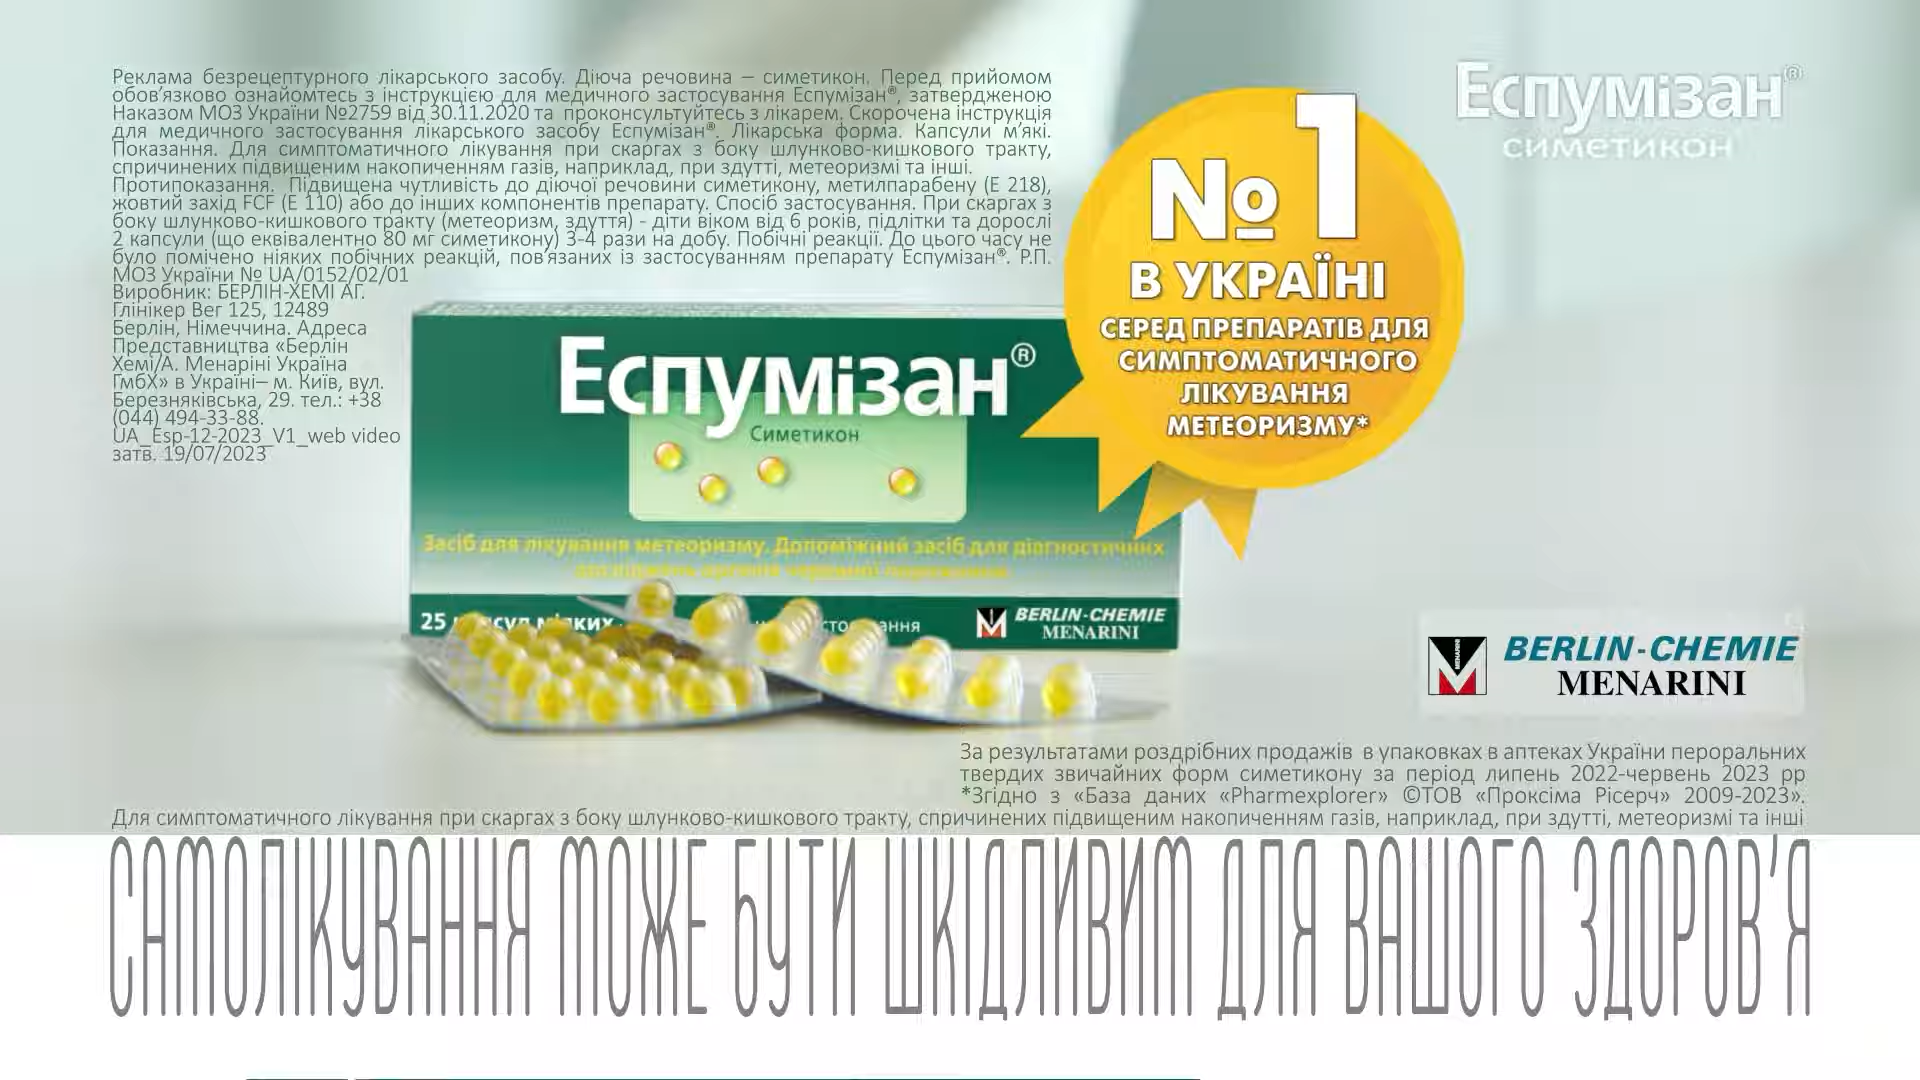 Реклама безрецептурного лікарського засобу. Діюча речовина – симетикон. Перед прийомом
обов'язково ознайомтесь з інструкцією для медичного застосування Еспумізан®, затвердженою
Наказом МОЗ України №2759 від 30.11.2020 та проконсультуйтесь з лікарем. Скорочена інструкція
для медичного застосування лікарського засобу Еспумізан®. Лікарська форма. Капсули м'які.
Показання. Для симптоматичного лікування при скаргах з боку шлунково-кишкового тракту,
спричинених підвищеним накопиченням газів, наприклад, при здутті, метеоризмі та інші.
Протипоказання. Підвищена чутливість до діючої речовини симетикону, метилпарабену (Е 218),
жовтий захід FCF (Е 110) або до інших компонентів препарату. Спосіб застосування. При скаргах з
боку шлунково-кишкового тракту (метеоризм, здуття) - діти віком від 6 років, підлітки та дорослі
2 капсули (що еквівалентно 80 мг симетикону) 3-4 рази на добу. Побічні реакції. До цього часу не
було помічено ніяких побічних реакцій, пов'язаних із застосуванням препарату Еспумізан®. Р.П.
МОЗ України № UA/0152/02/01
Виробник: БЕРЛІН-ХЕМІ АГ.
Глінікер Вег 125, 12489
Берлін, Німеччина. Адреса
Представництва «Берлін
Хемі/А. Менаріні Україна
ГмбХ» в Україні– м. Київ, вул.
Березняківська, 29. тел.: +38
(044) 494-33-88.
UA_Esp-12-2023_V1_web video
затв. 19/07/2023
Еспумізан®
симетикон
№1
В УКРАЇНІ
СЕРЕД ПРЕПАРАТІВ ДЛЯ
СИМПТОМАТИЧНОГО
ЛІКУВАННЯ
МЕТЕОРИЗМУ*
Еспумізан®
Симетикон
Засіб для лікування метеоризму. Допоміжний засіб для діагностичних
25
BERLIN-CHEMIE
MENARINI
BERLIN-CHEMIE
MENARINI
За результатами роздрібних продажів в упаковках в аптеках України пероральних
твердих звичайних форм симетикону за період липень 2022-червень 2023 рр
*Згідно з «База даних «Pharmexplorer» ©ТОВ «Проксіма Рісерч» 2009-2023».
Для симптоматичного лікування при скаргах з боку шлунково-кишкового тракту, спричинених підвищеним накопиченням газів, наприклад, при здутті, метеоризмі та інші
САМОЛІКУВАННЯ МОЖЕ БУТИ ШКІДЛИВИМ ДЛЯ ВАШОГО ЗДОРОВ'Я